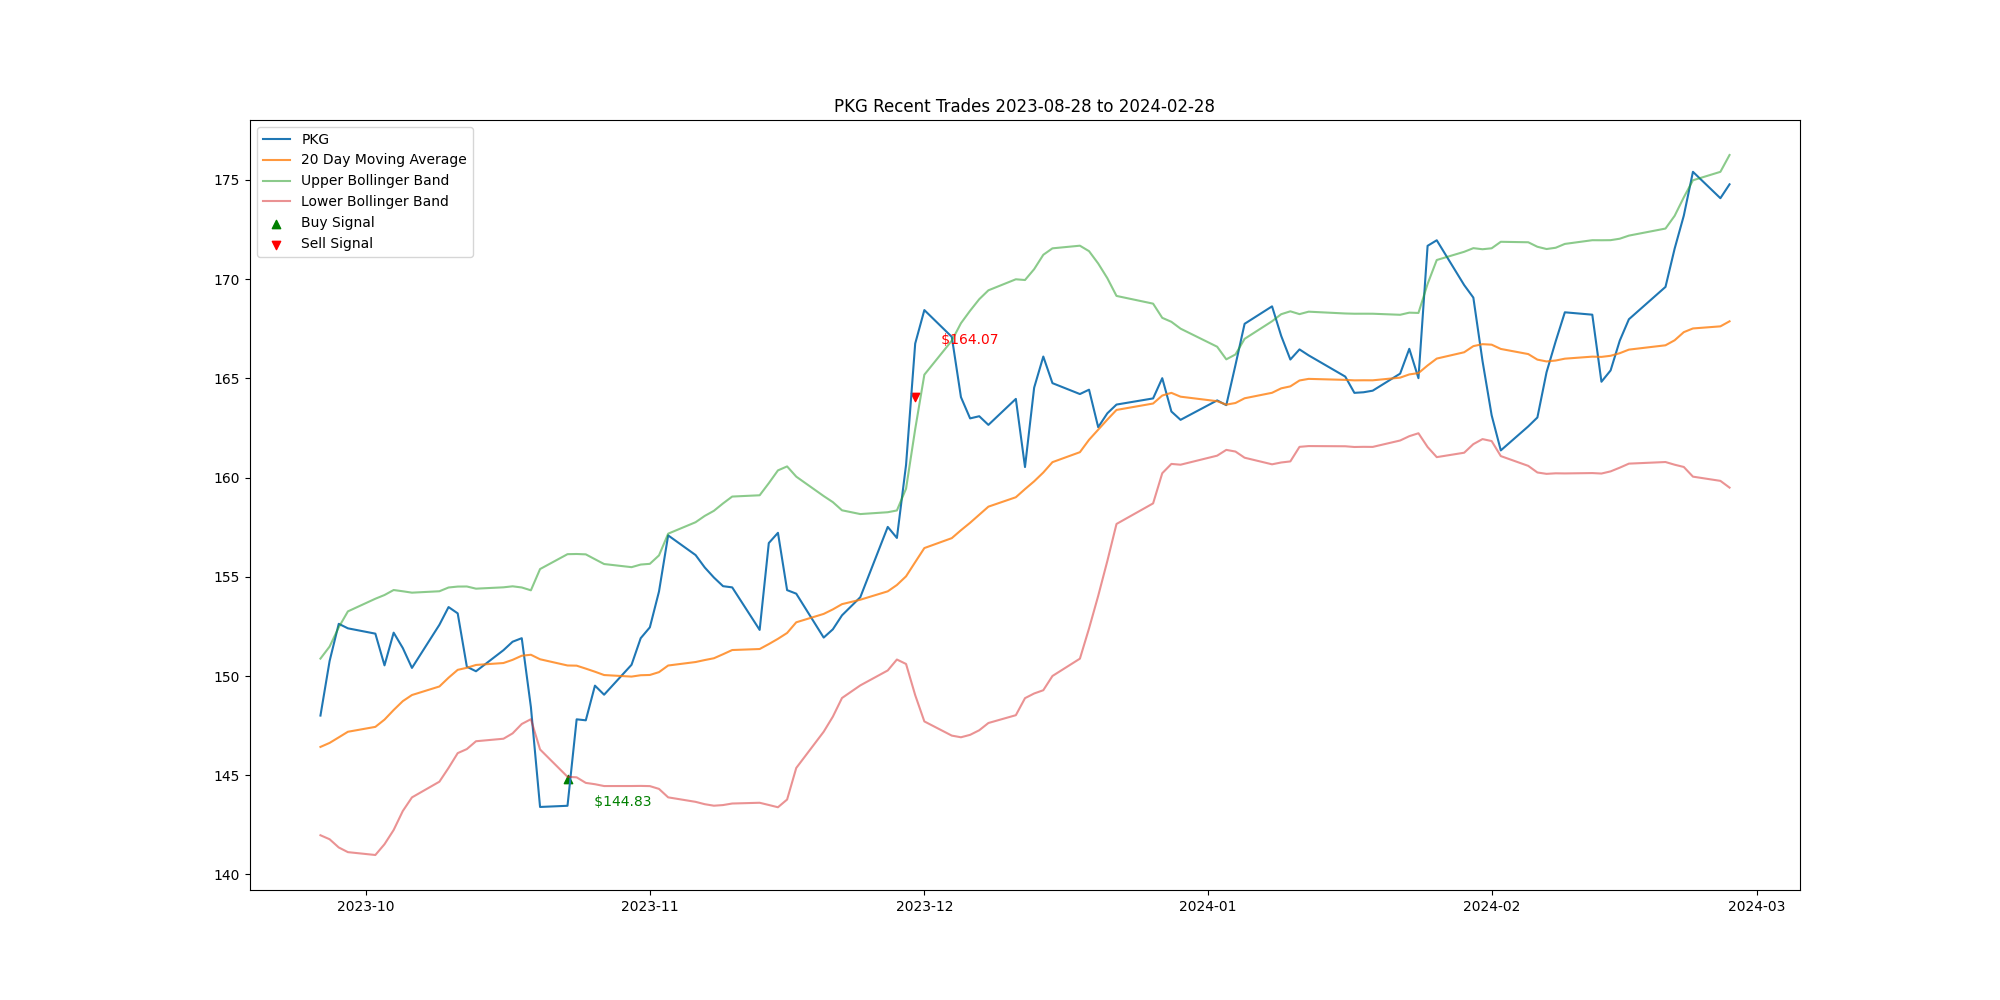 PKG Recent Trades 2023-08-28 to 2024-02-28
PKG
20 Day Moving Average
Upper Bollinger Band
Lower Bollinger Band
Buy Signal
Sell Signal
175
170
165
160
155
150
145
140
$164.07
$144.83
2023-10
2023-11
2023-12
2024-01
2024-02
2024-03